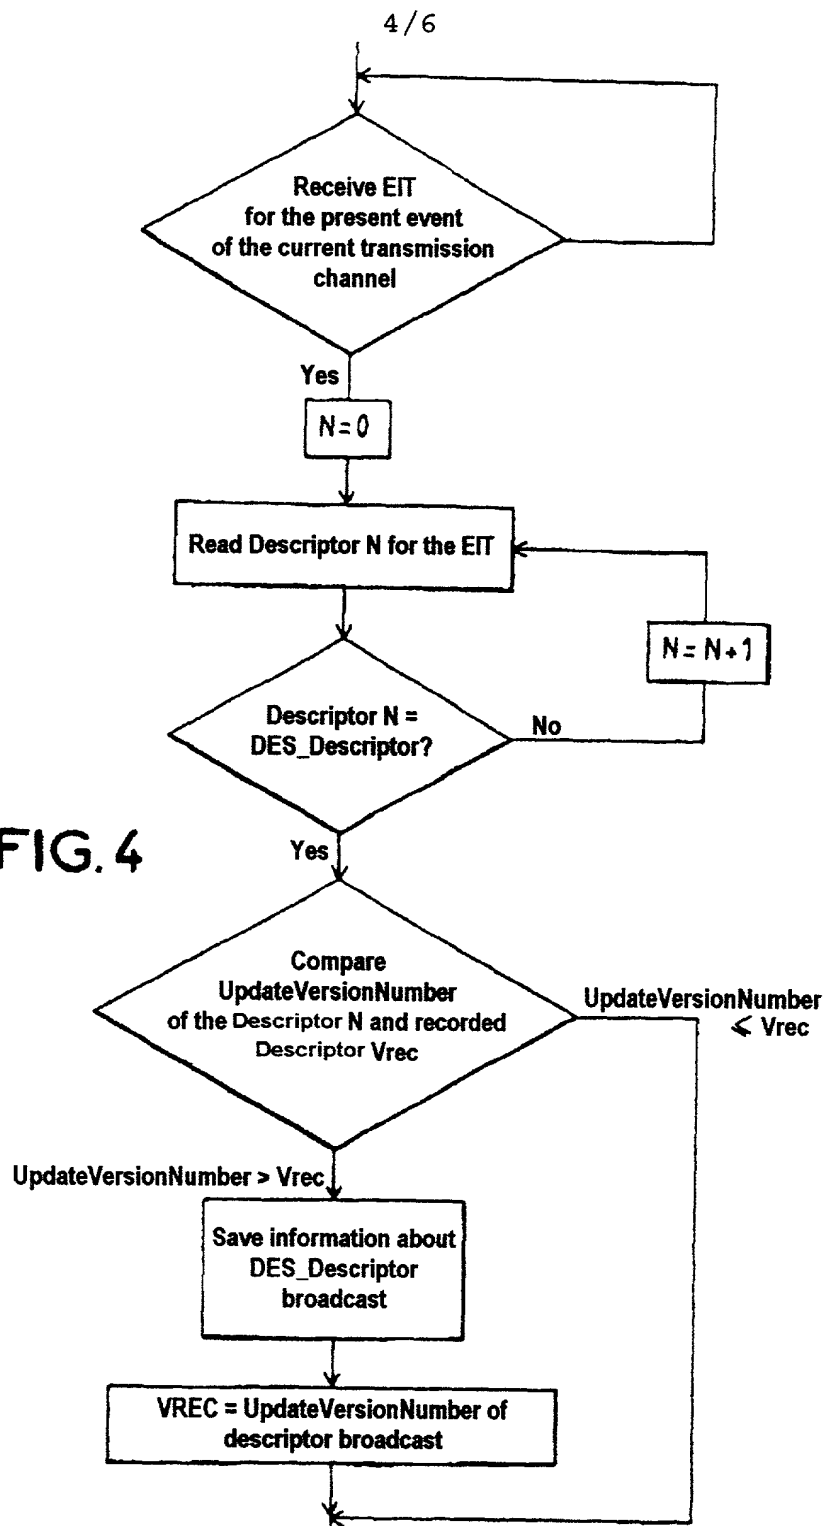 4/6
Receive EIT
for the present event
of the current transmission
channel
Yes
N=0
Read Descriptor N for the EIT
N=N+1
Descriptor N =
DES_Descriptor?
No
FIG. 4
Yes
Compare
UpdateVersionNumber
of the Descriptor N and recorded
Descriptor Vrec
UpdateVersionNumber
⩽ Vrec
UpdateVersionNumber > Vrec
Save information about
DES_Descriptor
broadcast
VREC = UpdateVersionNumber of
descriptor broadcast